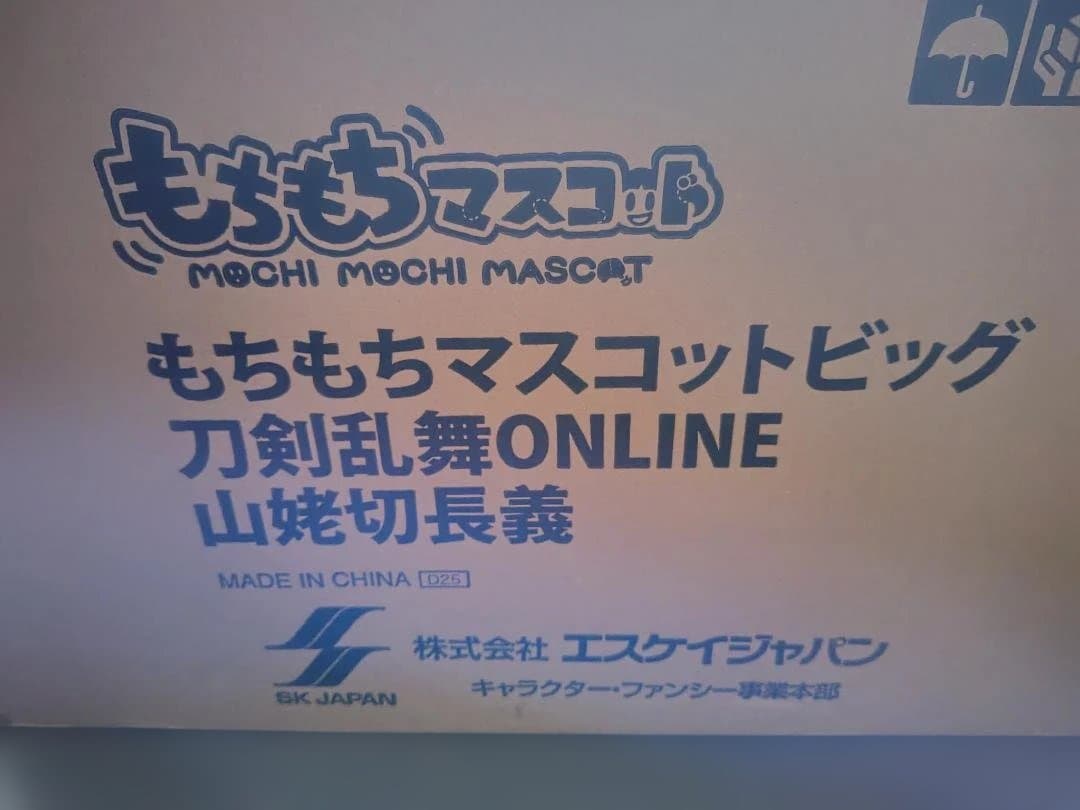 もちもちマスコット
MOCHI MOCHI MASCOT
もちもちマスコットビッグ
刀剣乱舞ONLINE
山姥切長義
MADE IN CHINA D25
株式会社 エスケイジャパン
SK JAPAN
キャラクター・ファンシー事業本部